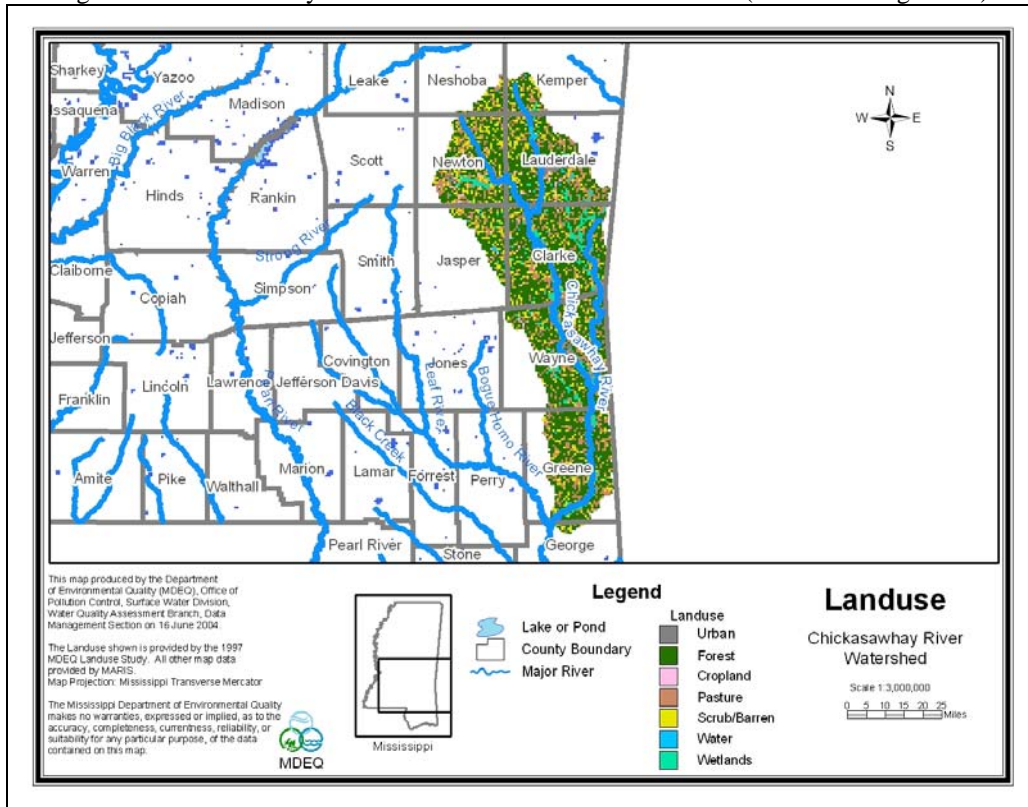 Sharkey
Yazoo
Leake
Neshoba
Kemper
Issaquena
Madison
Big Black River
Warren
Scott
Newton
Lauderdale
Hinds
Rankin
Strong River
Claiborne
Smith
Jasper
Clarke
Copiah
Simpson
Chickasawhay River
Jefferson
Covington
Jones
Wayne
Lincoln
Lawrence
Jefferson Davis
Franklin
Pearl River
Leaf River
Bogue Homo River
Black Creek
Greene
Amite
Pike
Walthall
Marion
Lamar
Forrest
Perry
Pearl River
Stone
George
N
W E
S
This map produced by the Department
of Environmental Quality (MDEQ), Office of
Pollution Control, Surface Water Division,
Water Quality Assessment Branch, Data
Management Section on 16 June 2004.
The Landuse shown is provided by the 1997
MDEQ Landuse Study. All other map data
provided by MARIS.
Map Projection: Mississippi Transverse Mercator
The Mississippi Department of Environmental Quality
makes no warranties, expressed or implied, as to the
accuracy, completeness, currentness, reliability, or
suitability for any particular purpose, of the data
contained on this map.
MDEQ
Mississippi
Legend
Lake or Pond
County Boundary
Major River
Landuse
Urban
Forest
Cropland
Pasture
Scrub/Barren
Water
Wetlands
Landuse
Chickasawhay River
Watershed
Scale 1:3,000,000
0 5 10 15 20 25
Miles